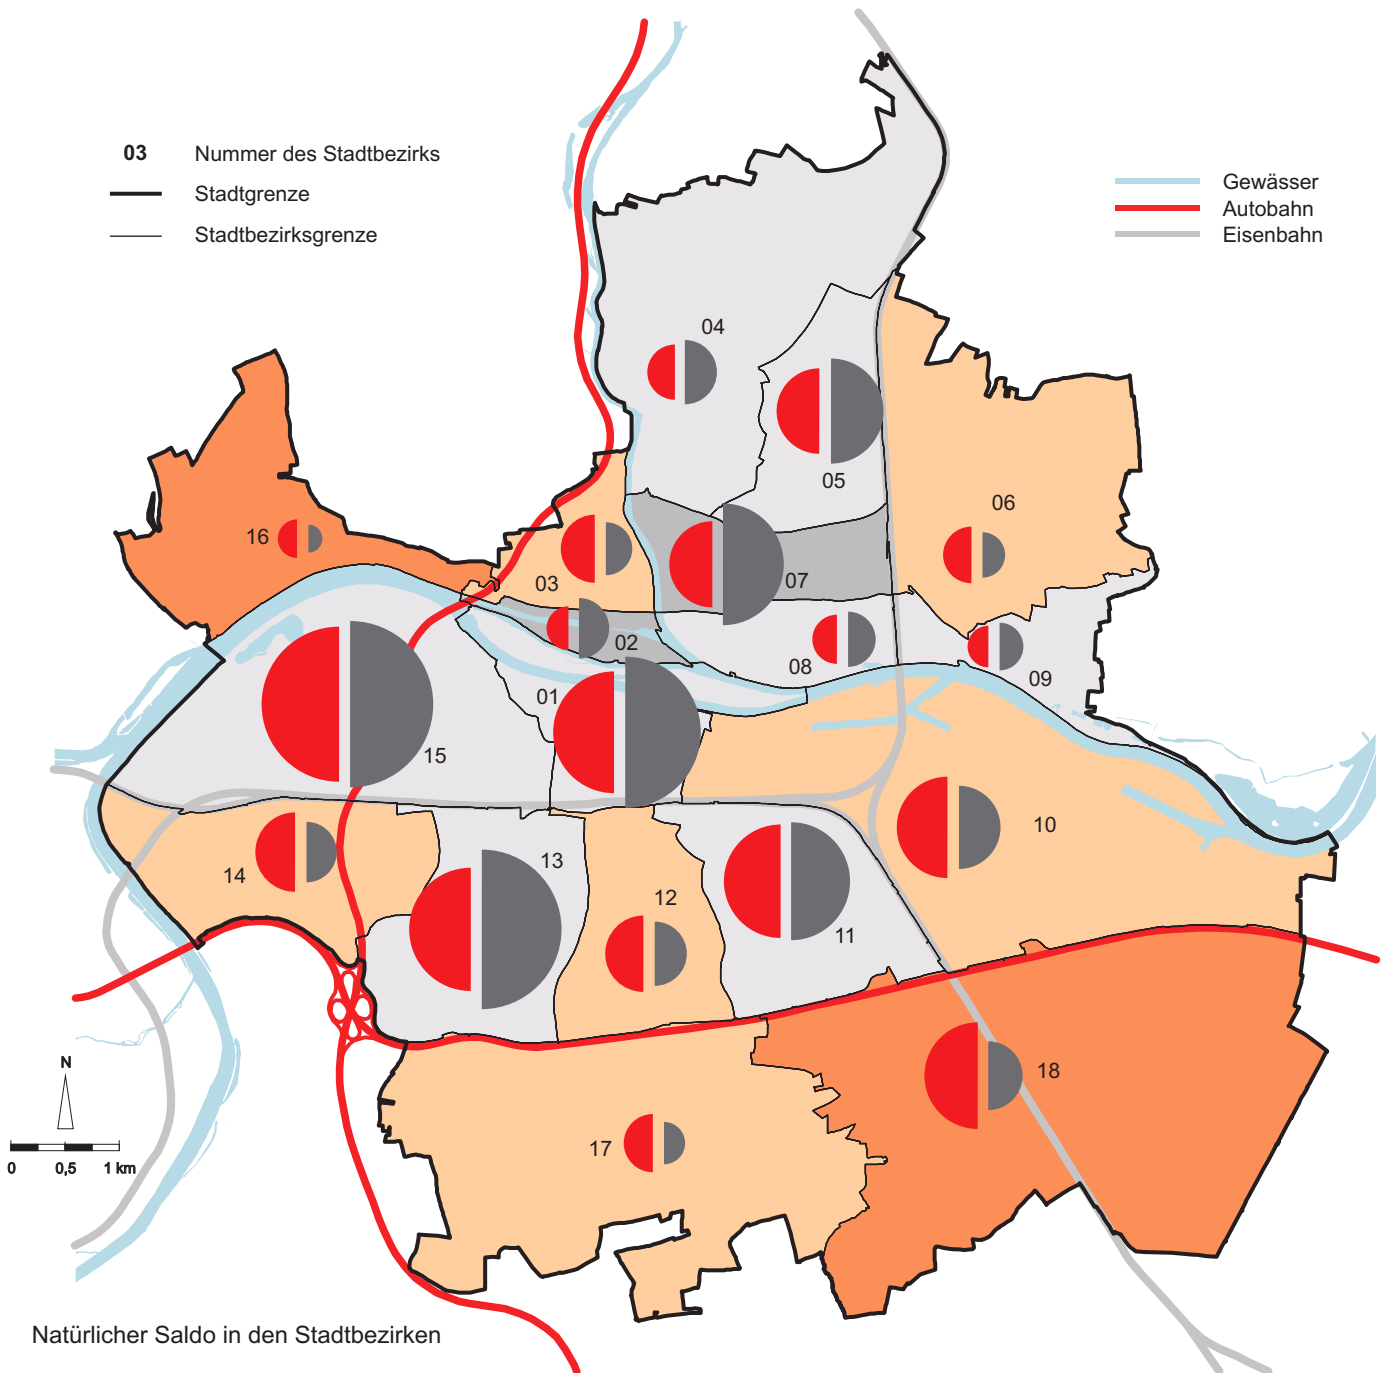 03 Nummer des Stadtbezirks
Stadtgrenze
Stadtbezirksgrenze
Gewässer
Autobahn
Eisenbahn
04
05
06
16
03
07
02
08
09
01
15
10
13
14
12
11
18
17
N
0 0,5 1 km
Natürlicher Saldo in den Stadtbezirken